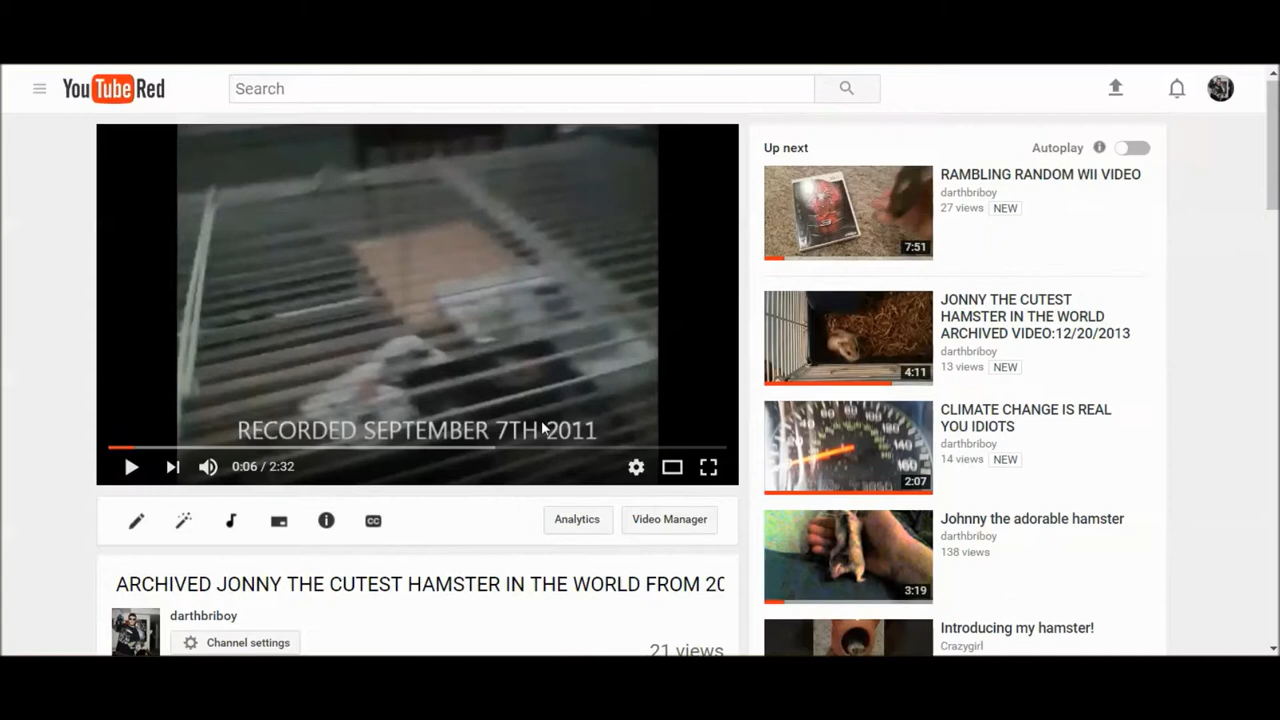 YouTube Red
Search
RECORDED SEPTEMBER 7TH 2011
0:06 / 2:32
CC
Analytics
Video Manager
ARCHIVED JONNY THE CUTEST HAMSTER IN THE WORLD FROM 20
darthbriboy
Channel settings
21 views
Up next
Autoplay
RAMBLING RANDOM WII VIDEO
darthbriboy
27 views NEW
7:51
JONNY THE CUTEST
HAMSTER IN THE WORLD
ARCHIVED VIDEO:12/20/2013
darthbriboy
13 views NEW
4:11
CLIMATE CHANGE IS REAL
YOU IDIOTS
darthbriboy
14 views NEW
2:07
Johnny the adorable hamster
darthbriboy
138 views
3:19
Introducing my hamster!
Crazygirl